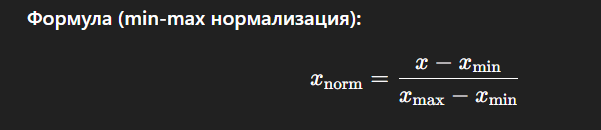 Формула (min-max нормализация):
x_norm = (x − x_min) / (x_max − x_min)